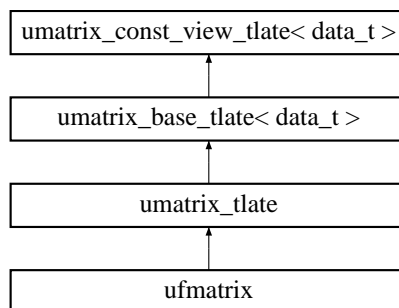 umatrix_const_view_tlate< data_t >
umatrix_base_tlate< data_t >
umatrix_tlate
ufmatrix